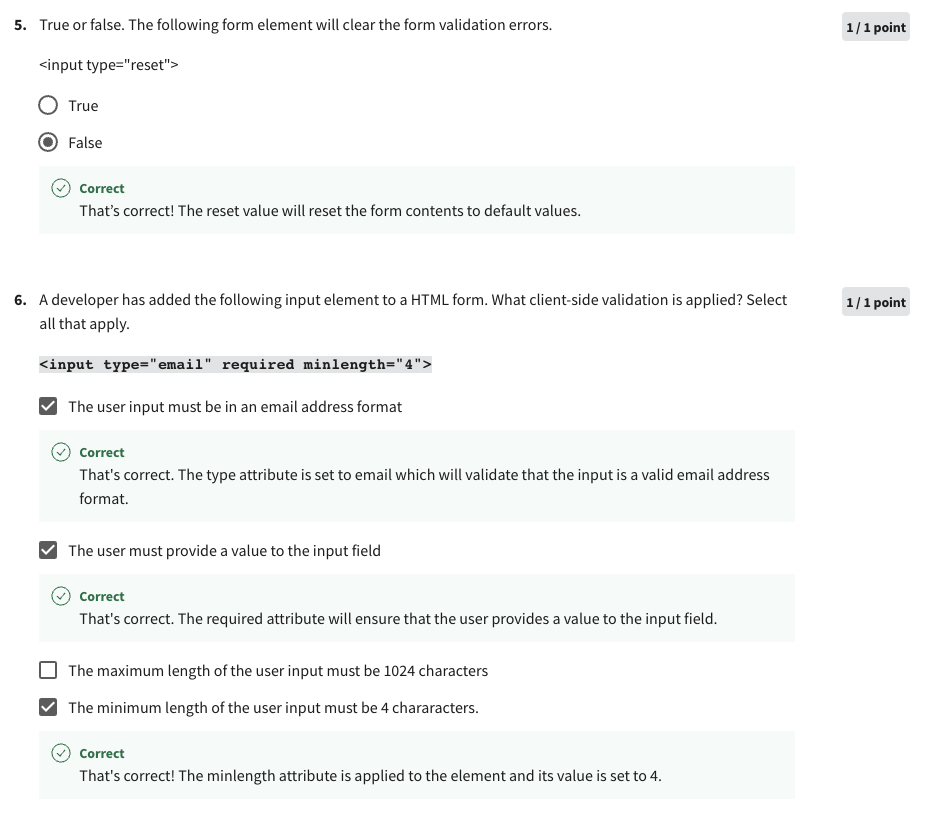 5. True or false. The following form element will clear the form validation errors.
1 / 1 point
<input type="reset">
True
False
Correct
That’s correct! The reset value will reset the form contents to default values.
6. A developer has added the following input element to a HTML form. What client-side validation is applied? Select
all that apply.
1 / 1 point
<input type="email" required minlength="4">
The user input must be in an email address format
Correct
That's correct. The type attribute is set to email which will validate that the input is a valid email address
format.
The user must provide a value to the input field
Correct
That's correct. The required attribute will ensure that the user provides a value to the input field.
The maximum length of the user input must be 1024 characters
The minimum length of the user input must be 4 chararacters.
Correct
That's correct! The minlength attribute is applied to the element and its value is set to 4.